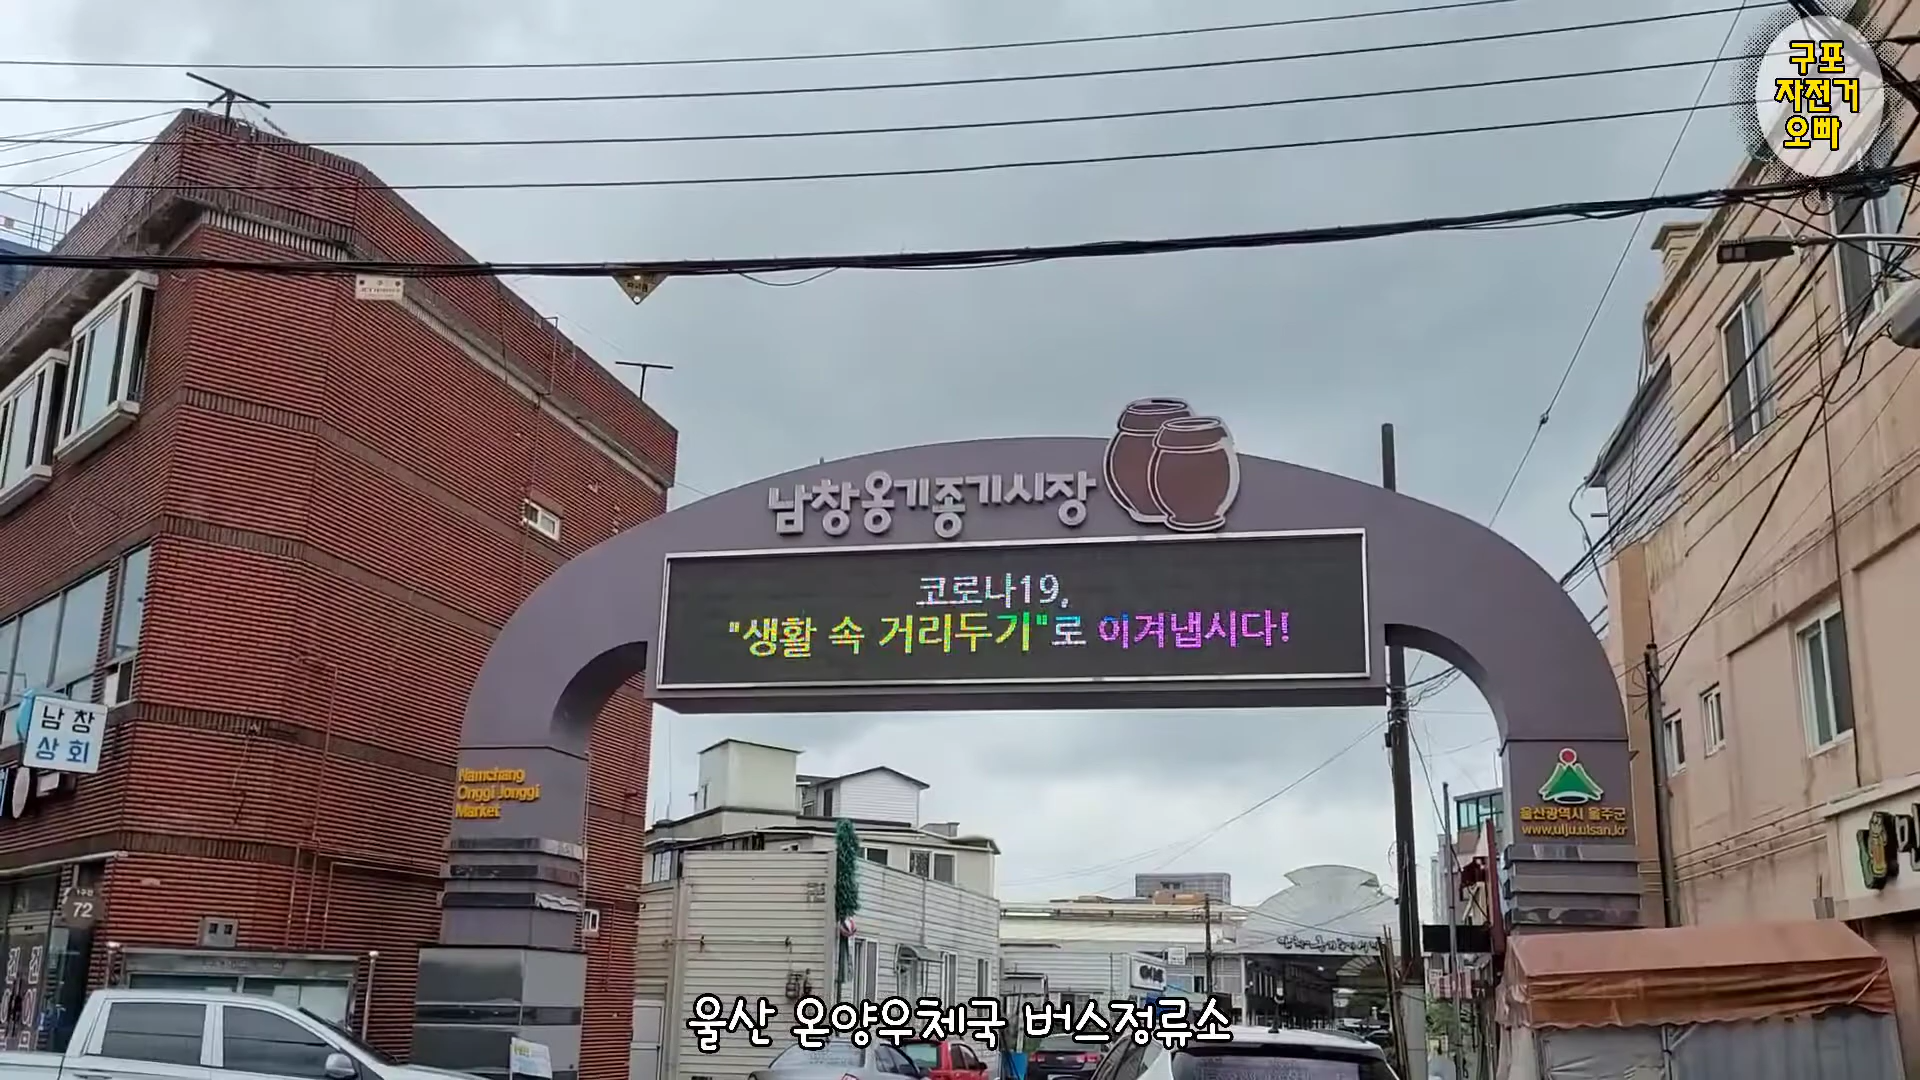 구포
자전거
오빠
남창옹기종기시장
코로나19,
"생활 속 거리두기"로 이겨냅시다!
남창
상회
Namchang
Onggi Jonggi
Market
울산광역시 울주군
www.ulju.ulsan.kr
72
울산 온양우체국 버스정류소